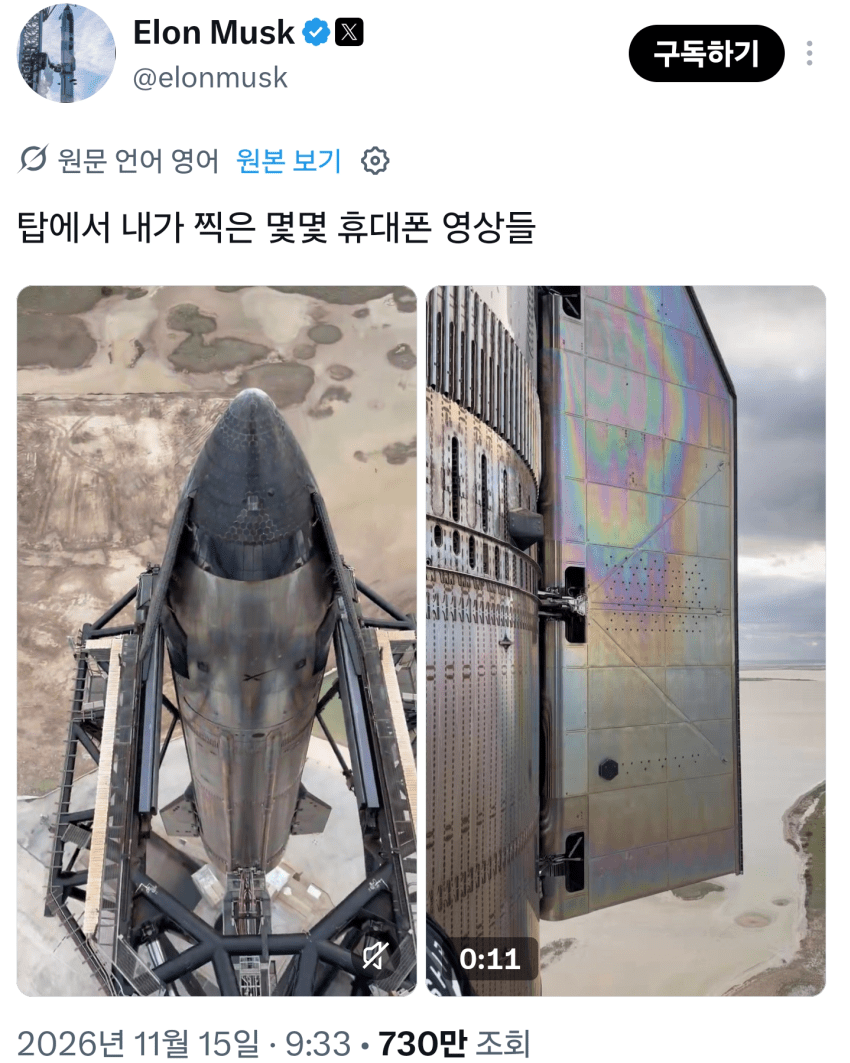 Elon Musk
구독하기
@elonmusk
원문 언어 영어 원본 보기
탑에서 내가 찍은 몇몇 휴대폰 영상들
0:11
2026년 11월 15일 · 9:33 • 730만 조회